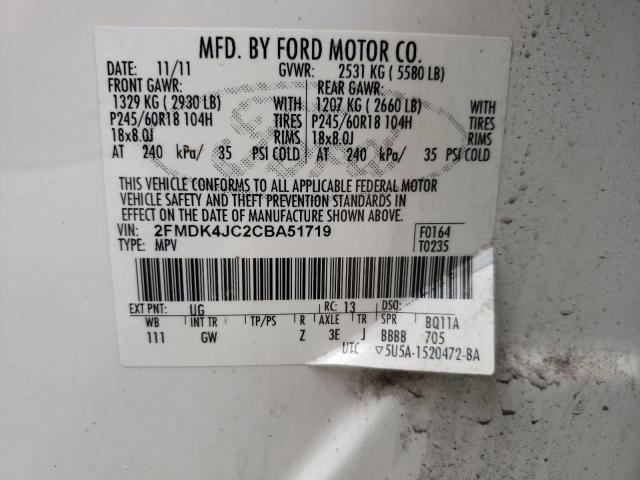 MFD. BY FORD MOTOR CO.
DATE: 11/11 GVWR: 2531 KG ( 5580 LB)
FRONT GAWR: REAR GAWR:
1329 KG ( 2930 LB) WITH 1207 KG ( 2660 LB) WITH
P245/60R18 104H TIRES P245/60R18 104H TIRES
18x8.0J RIMS 18x8.0J RIMS
AT 240 kPa/ 35 PSI COLD AT 240 kPa/ 35 PSI COLD
THIS VEHICLE CONFORMS TO ALL APPLICABLE FEDERAL MOTOR
VEHICLE SAFETY AND THEFT PREVENTION STANDARDS IN
EFFECT ON THE DATE OF MANUFACTURE SHOWN ABOVE.
VIN: 2FMDK4JC2CBA51719 F0164
TYPE: MPV T0235
EXT PNT: UG RC: 13 DSO:
WB INT TR TP/PS R AXLE TR SPR BQ11A
111 GW Z 3E J BBBB 705
UTC ▽5U5A-1520472-BA